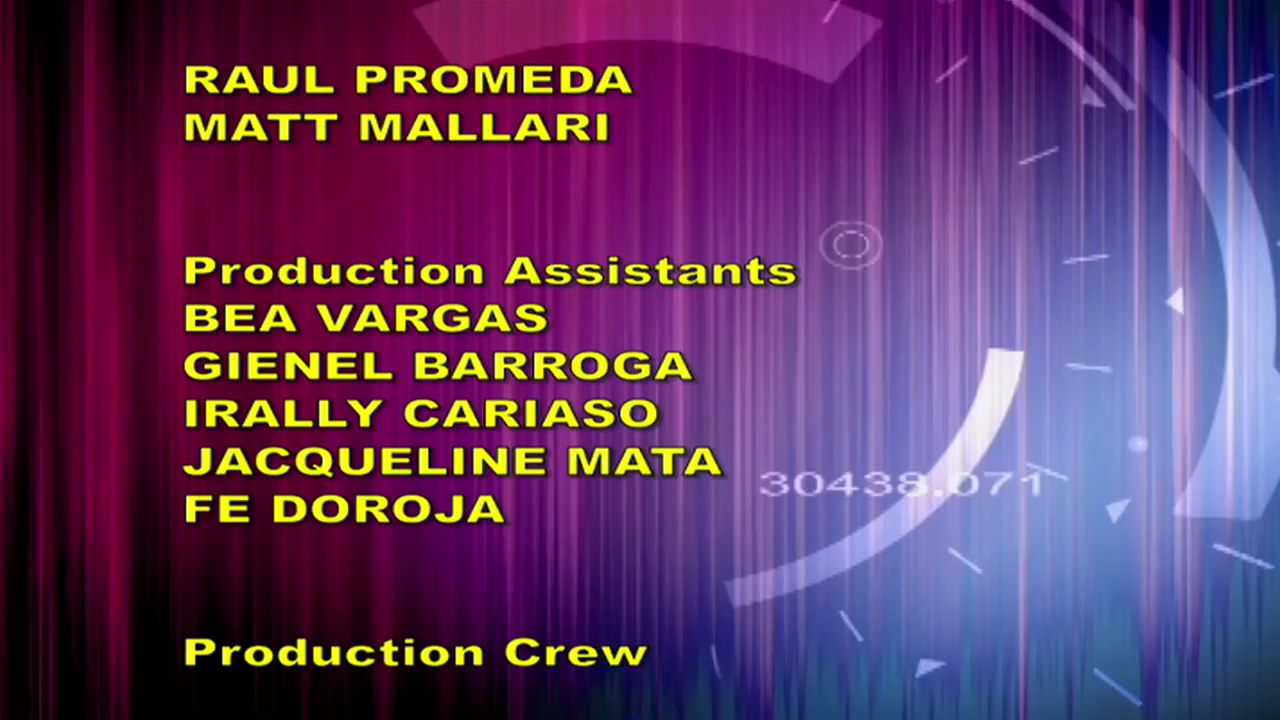 RAUL PROMEDA
MATT MALLARI
Production Assistants
BEA VARGAS
GIENEL BARROGA
IRALLY CARIASO
JACQUELINE MATA
30438.071
FE DOROJA
Production Crew